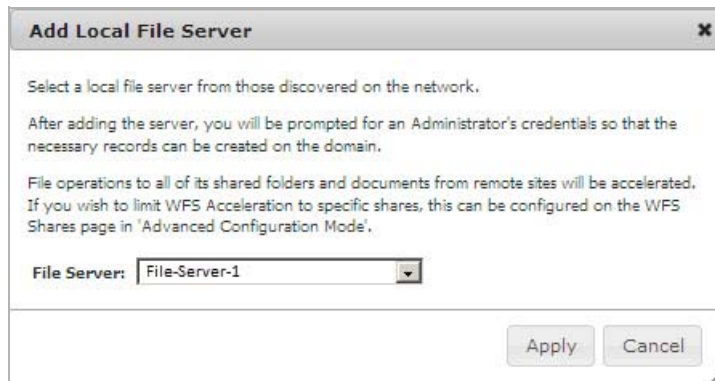 Add Local File Server
Select a local file server from those discovered on the network.
After adding the server, you will be prompted for an Administrator's credentials so that the
necessary records can be created on the domain.
File operations to all of its shared folders and documents from remote sites will be accelerated.
If you wish to limit WFS Acceleration to specific shares, this can be configured on the WFS
Shares page in 'Advanced Configuration Mode'.
File Server: File-Server-1
Apply Cancel